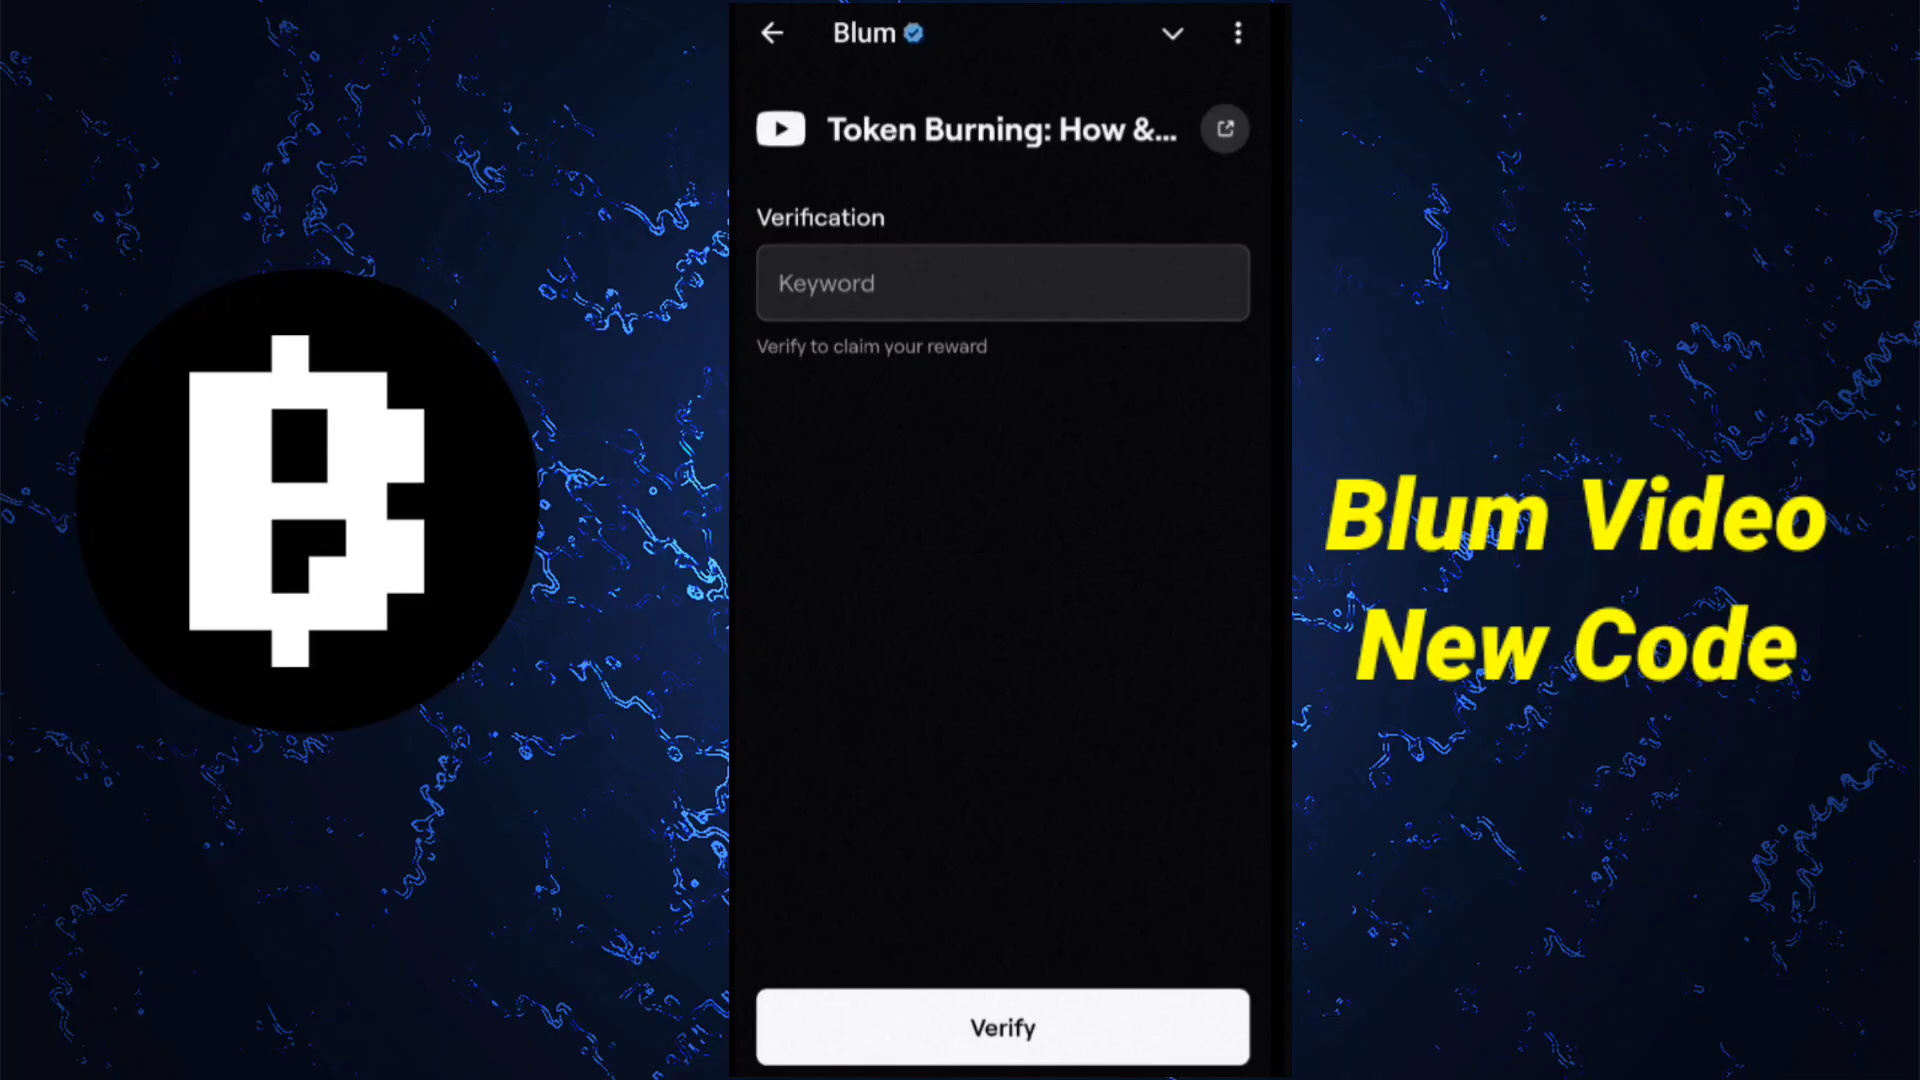 Blum
Token Burning: How &...
Verification
Keyword
Verify to claim your reward
Verify
Blum Video
New Code